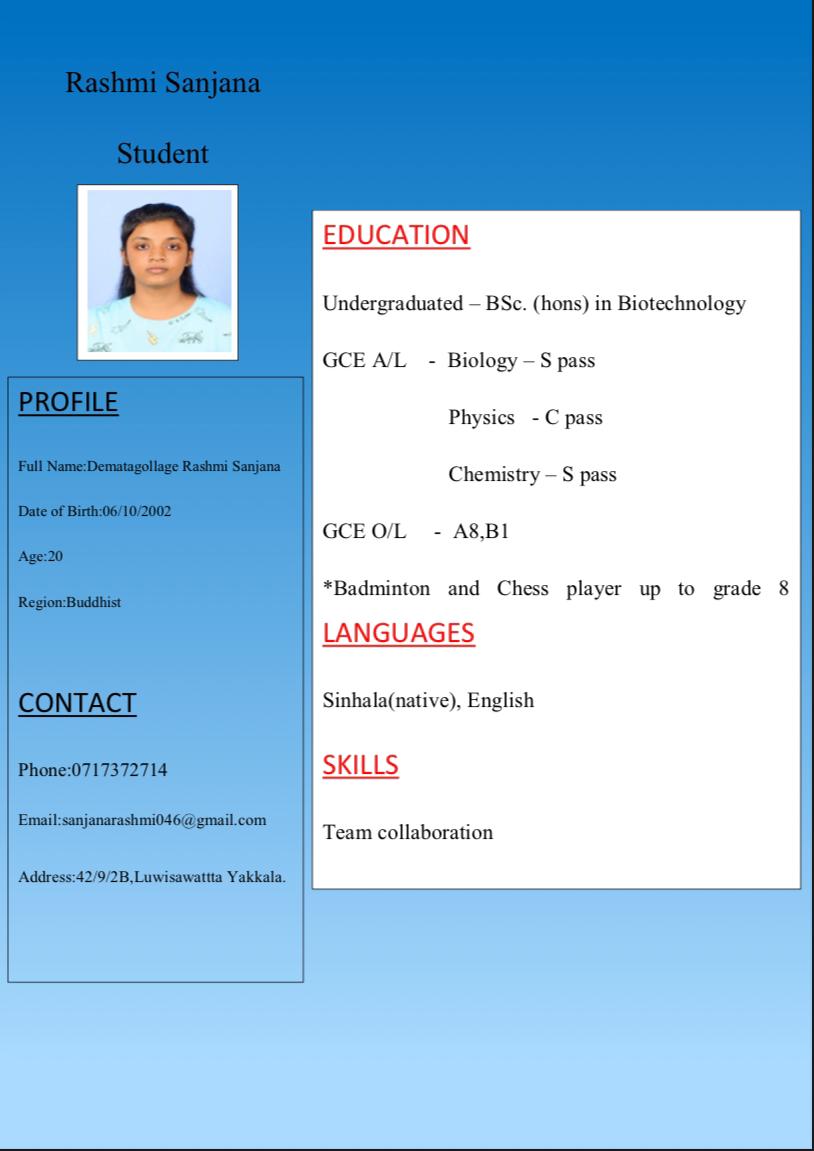 Rashmi Sanjana
Student
PROFILE
Full Name:Dematagollage Rashmi Sanjana
Date of Birth:06/10/2002
Age:20
Region:Buddhist
CONTACT
Phone:0717372714
Email:sanjanarashmi046@gmail.com
Address:42/9/2B,Luwisawattta Yakkala.
EDUCATION
Undergraduated – BSc. (hons) in Biotechnology
GCE A/L - Biology – S pass
Physics - C pass
Chemistry – S pass
GCE O/L - A8,B1
*Badminton and Chess player up to grade 8
LANGUAGES
Sinhala(native), English
SKILLS
Team collaboration